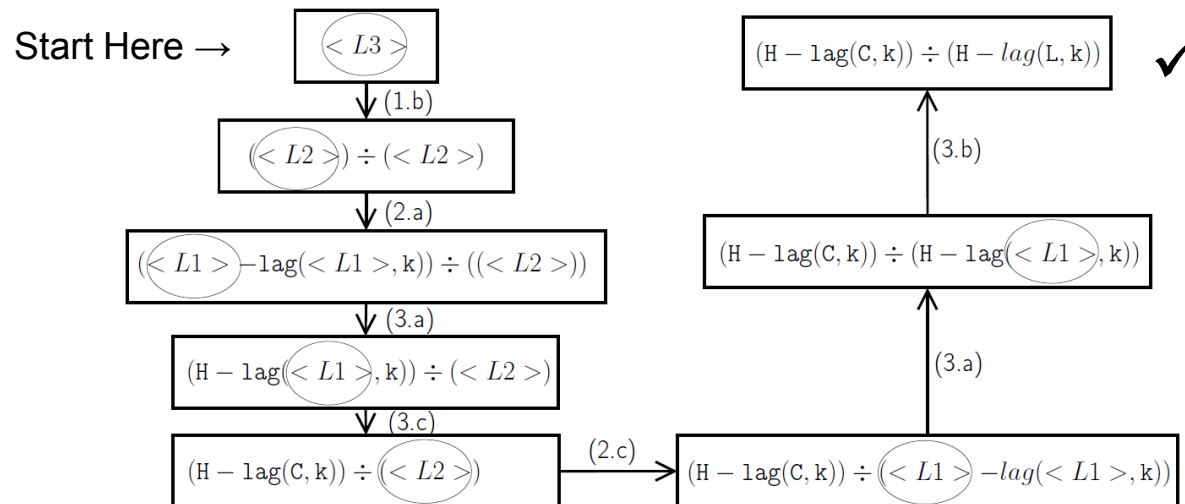 Start Here →
< L3 >
(1.b)
(< L2 >) ÷ (< L2 >)
(2.a)
(< L1 > −lag(< L1 >, k)) ÷ ((< L2 >))
(3.a)
(H − lag(< L1 >, k)) ÷ (< L2 >)
(3.c)
(H − lag(C, k)) ÷ (< L2 >)
(2.c)
(H − lag(C, k)) ÷ (< L1 > −lag(< L1 >, k))
(3.a)
(H − lag(C, k)) ÷ (H − lag(< L1 >, k))
(3.b)
(H − lag(C, k)) ÷ (H − lag(L, k))
✓